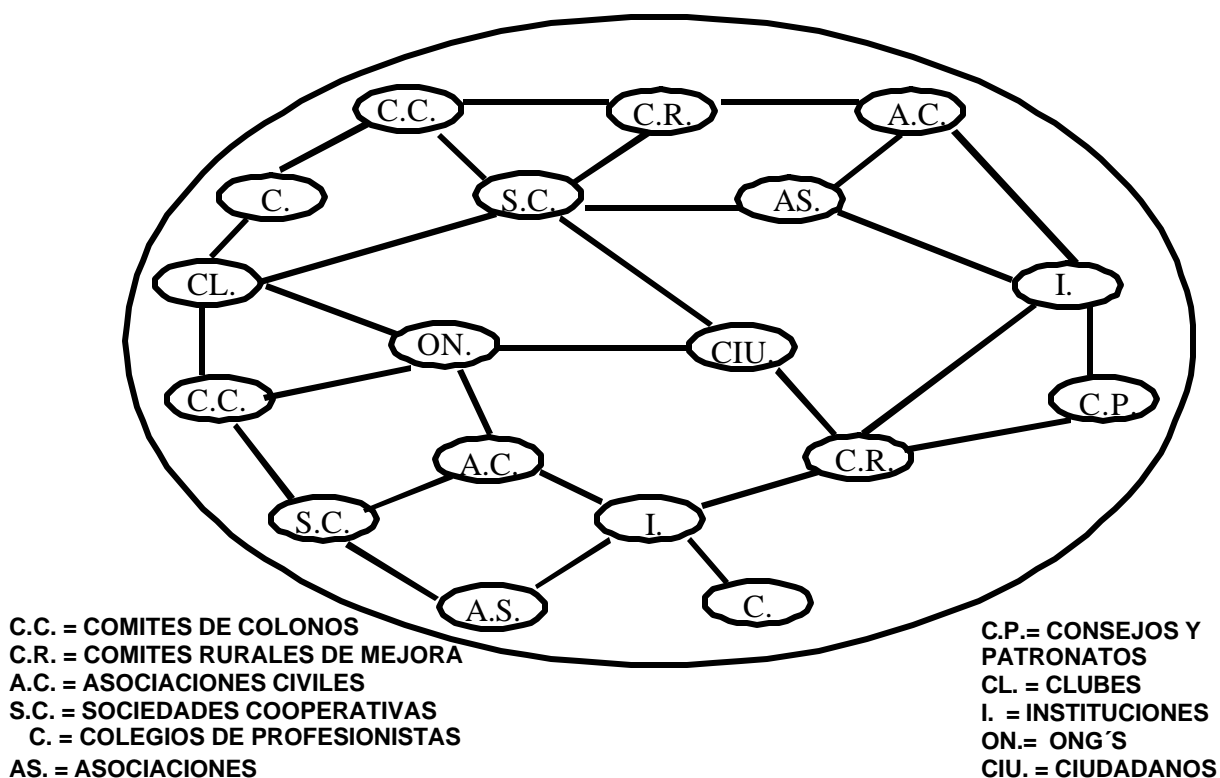 C.C.
C.R.
A.C.
C.
S.C.
AS.
CL.
I.
ON.
CIU.
C.C.
C.P.
A.C.
C.R.
S.C.
I.
A.S.
C.
C.C. = COMITES DE COLONOS
C.R. = COMITES RURALES DE MEJORA
A.C. = ASOCIACIONES CIVILES
S.C. = SOCIEDADES COOPERATIVAS
C. = COLEGIOS DE PROFESIONISTAS
AS. = ASOCIACIONES
C.P.= CONSEJOS Y
PATRONATOS
CL. = CLUBES
I. = INSTITUCIONES
ON.= ONG´S
CIU. = CIUDADANOS